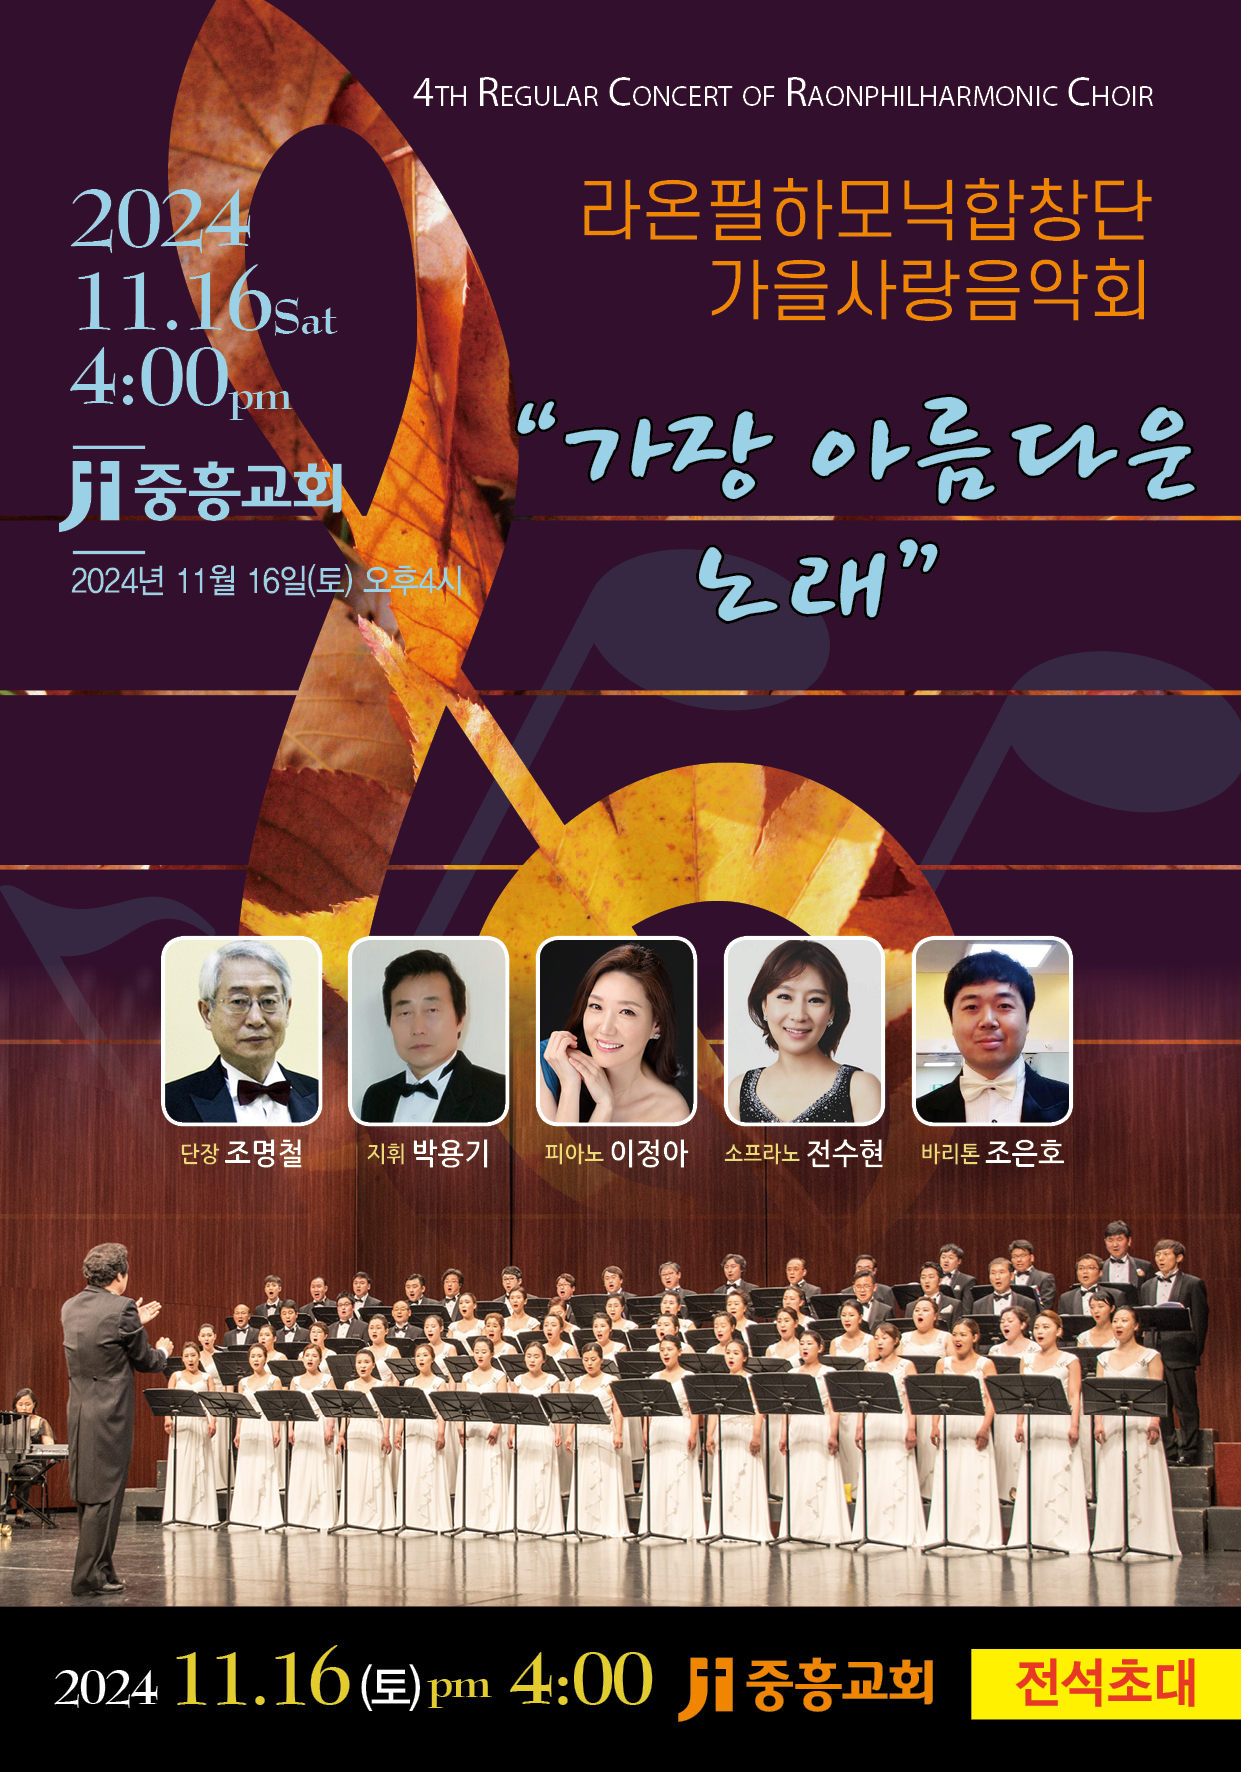 4TH REGULAR CONCERT OF RAONPHILHARMONIC CHOIR
라온필하모닉합창단
가을사랑음악회
2024
11.16Sat
4:00pm
중흥교회
2024년 11월 16일(토) 오후4시
“가장 아름다운
노래”
단장 조명철
지휘 박용기
피아노 이정아
소프라노 전수현
바리톤 조은호
2024 11.16 (토) pm 4:00 중흥교회 전석초대